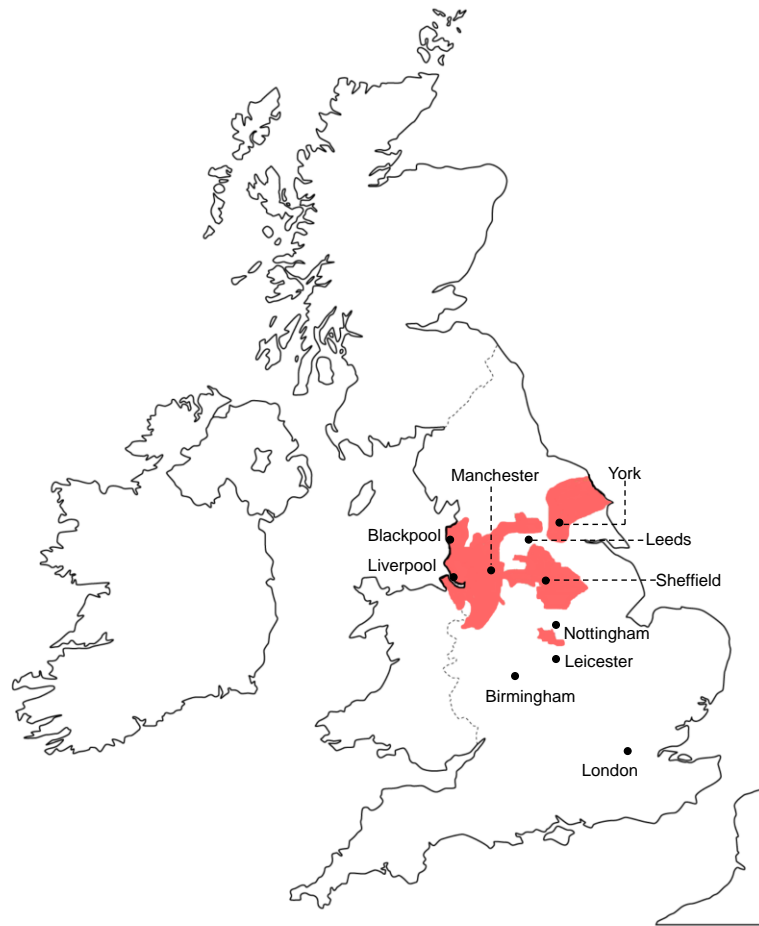 Manchester
York
Blackpool
Leeds
Liverpool
Sheffield
Nottingham
Leicester
Birmingham
London